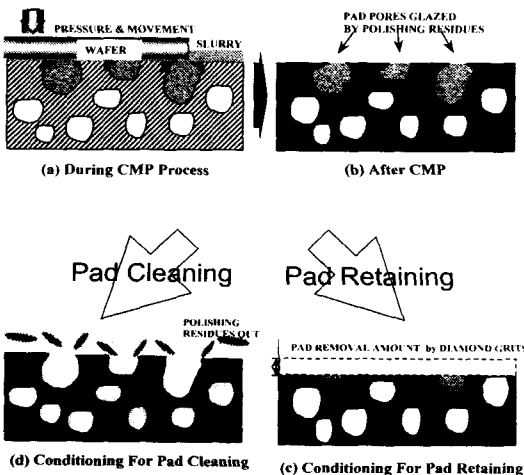 PRESSURE & MOVEMENT
WAFER
SLURRY
(a) During CMP Process
PAD PORES GLAZED
BY POLISHING RESIDUES
(b) After CMP
Pad Cleaning
Pad Retaining
POLISHING
RESIDUES OUT
(d) Conditioning For Pad Cleaning
PAD REMOVAL AMOUNT by DIAMOND GRITS
(c) Conditioning For Pad Retaining